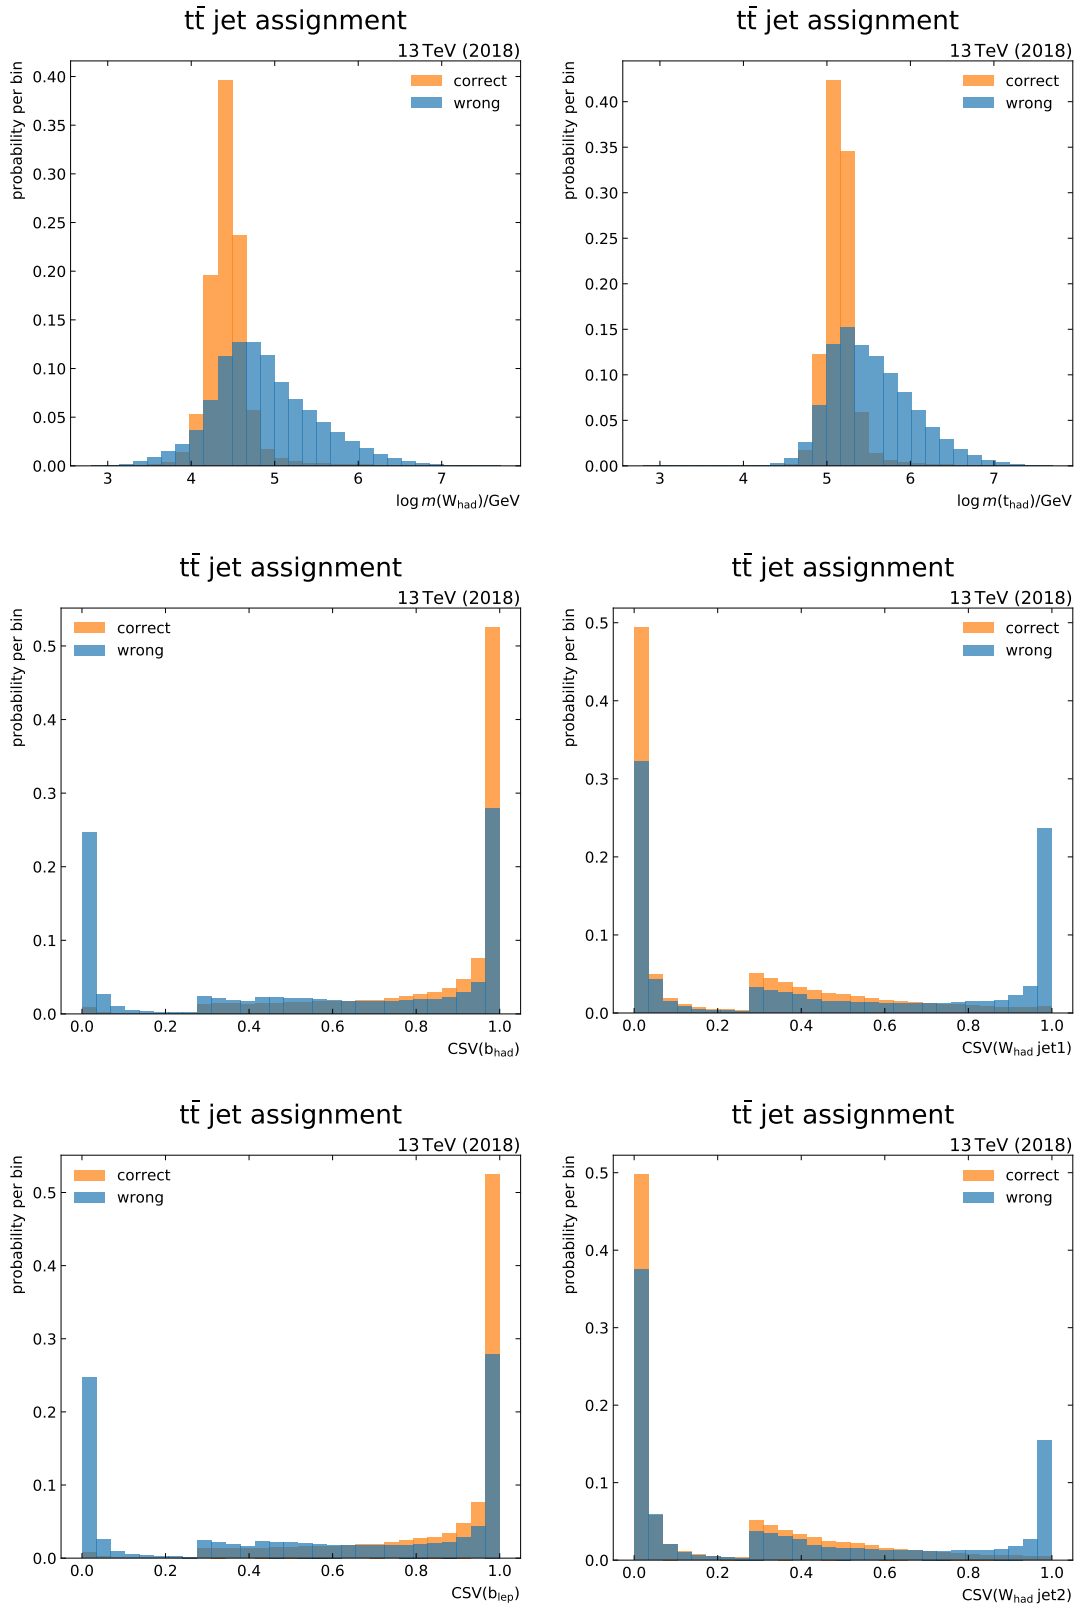 tt̄ jet assignment
13 TeV (2018)
probability per bin
correct
wrong
0.40
0.35
0.30
0.25
0.20
0.15
0.10
0.05
0.00
3 4 5 6 7
log m(W_had)/GeV
tt̄ jet assignment
13 TeV (2018)
probability per bin
correct
wrong
0.40
0.35
0.30
0.25
0.20
0.15
0.10
0.05
0.00
3 4 5 6 7
log m(t_had)/GeV
tt̄ jet assignment
13 TeV (2018)
probability per bin
correct
wrong
0.5
0.4
0.3
0.2
0.1
0.0
0.0 0.2 0.4 0.6 0.8 1.0
CSV(b_had)
tt̄ jet assignment
13 TeV (2018)
probability per bin
correct
wrong
0.5
0.4
0.3
0.2
0.1
0.0
0.0 0.2 0.4 0.6 0.8 1.0
CSV(W_had jet1)
tt̄ jet assignment
13 TeV (2018)
probability per bin
correct
wrong
0.5
0.4
0.3
0.2
0.1
0.0
0.0 0.2 0.4 0.6 0.8 1.0
CSV(b_lep)
tt̄ jet assignment
13 TeV (2018)
probability per bin
correct
wrong
0.5
0.4
0.3
0.2
0.1
0.0
0.0 0.2 0.4 0.6 0.8 1.0
CSV(W_had jet2)